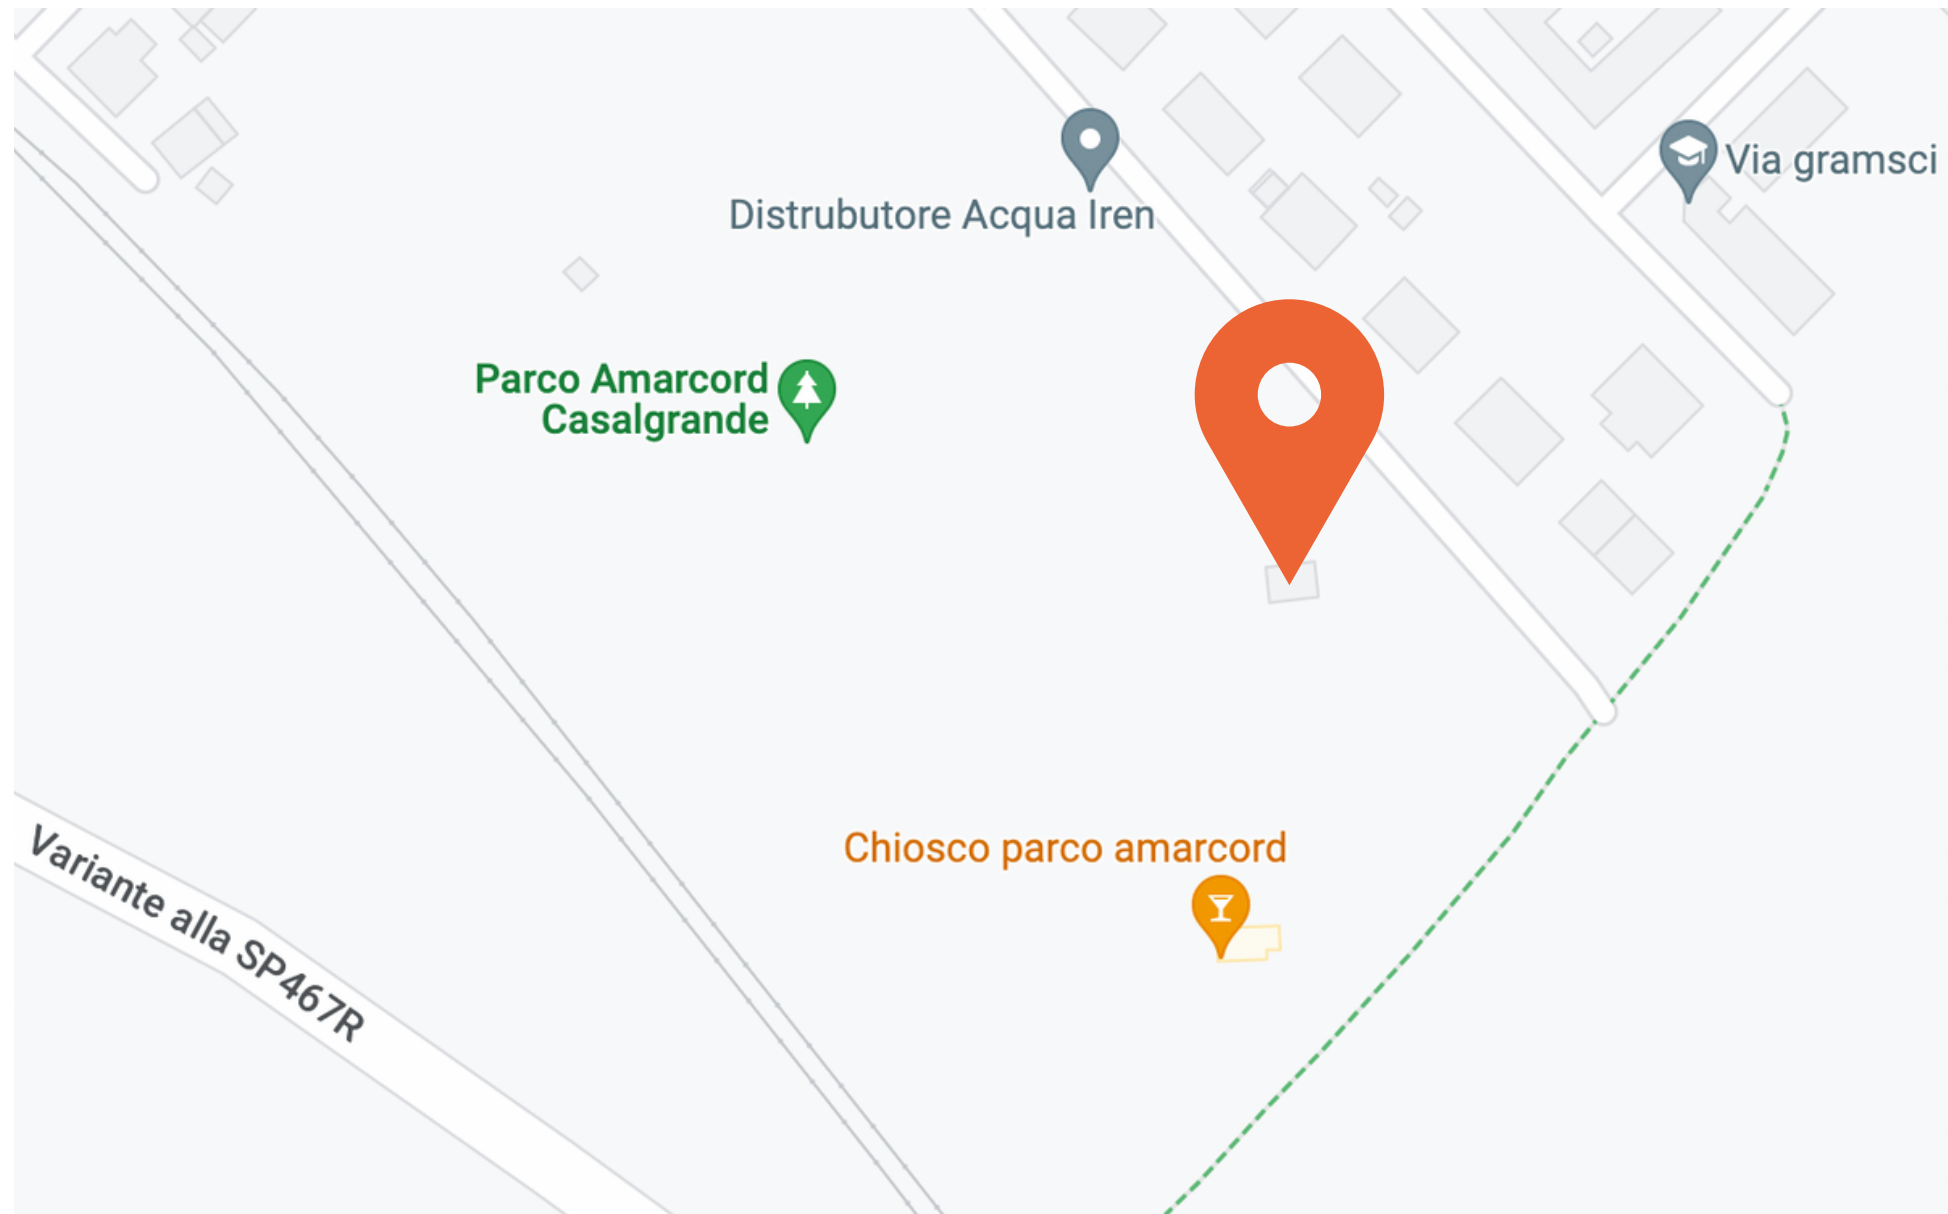 Via gramsci
Distrubutore Acqua Iren
Parco Amarcord
Casalgrande
Chiosco parco amarcord
Variante alla SP467R